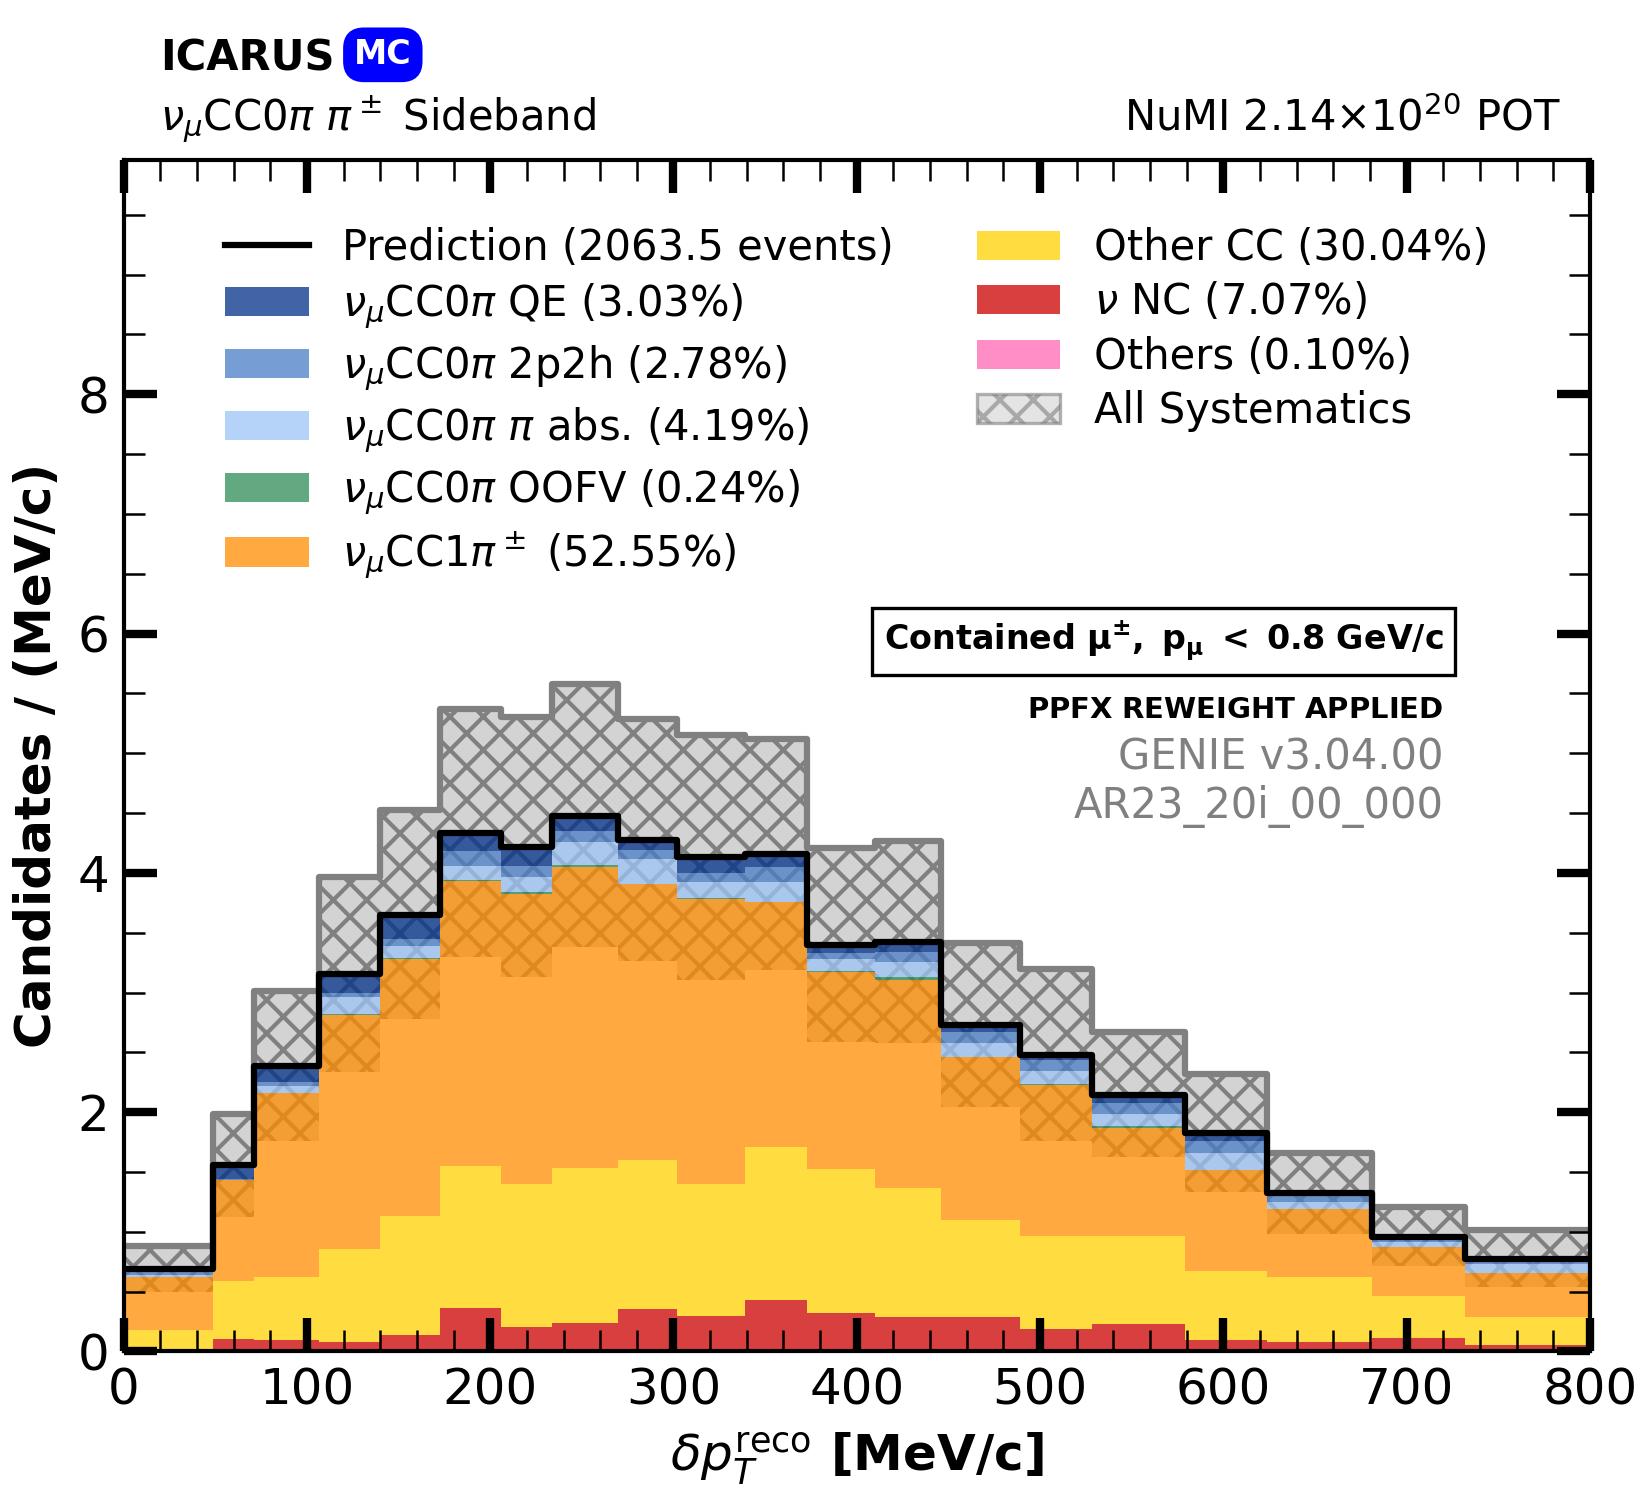 ICARUS MC
νμCC0π π± Sideband
NuMI 2.14×10²⁰ POT
Prediction (2063.5 events)
νμCC0π QE (3.03%)
νμCC0π 2p2h (2.78%)
νμCC0π π abs. (4.19%)
νμCC0π OOFV (0.24%)
νμCC1π± (52.55%)
Other CC (30.04%)
ν NC (7.07%)
Others (0.10%)
All Systematics
Contained μ±, pμ < 0.8 GeV/c
PPFX REWEIGHT APPLIED
GENIE v3.04.00
AR23_20i_00_000
Candidates / (MeV/c)
8
6
4
2
0
0 100 200 300 400 500 600 700 800
δp_T^reco [MeV/c]